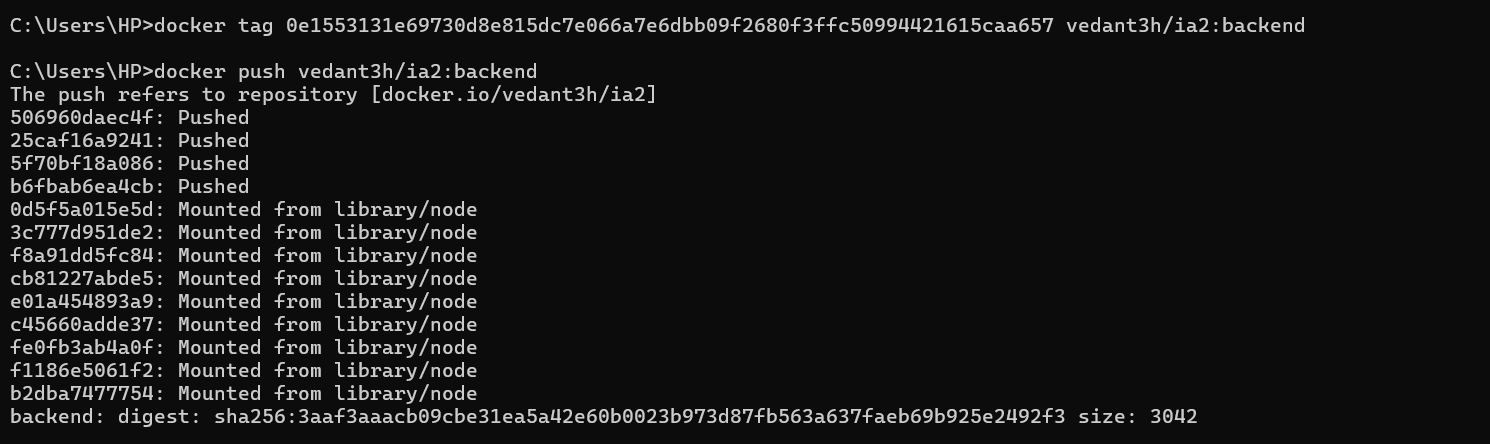 C:\Users\HP>docker tag 0e1553131e69730d8e815dc7e066a7e6dbb09f2680f3ffc50994421615caa657 vedant3h/ia2:backend
C:\Users\HP>docker push vedant3h/ia2:backend
The push refers to repository [docker.io/vedant3h/ia2]
506960daec4f: Pushed
25caf16a9241: Pushed
5f70bf18a086: Pushed
b6fbab6ea4cb: Pushed
0d5f5a015e5d: Mounted from library/node
3c777d951de2: Mounted from library/node
f8a91dd5fc84: Mounted from library/node
cb81227abde5: Mounted from library/node
e01a454893a9: Mounted from library/node
c45660adde37: Mounted from library/node
fe0fb3ab4a0f: Mounted from library/node
f1186e5061f2: Mounted from library/node
b2dba7477754: Mounted from library/node
backend: digest: sha256:3aaf3aaacb09cbe31ea5a42e60b0023b973d87fb563a637faeb69b925e2492f3 size: 3042